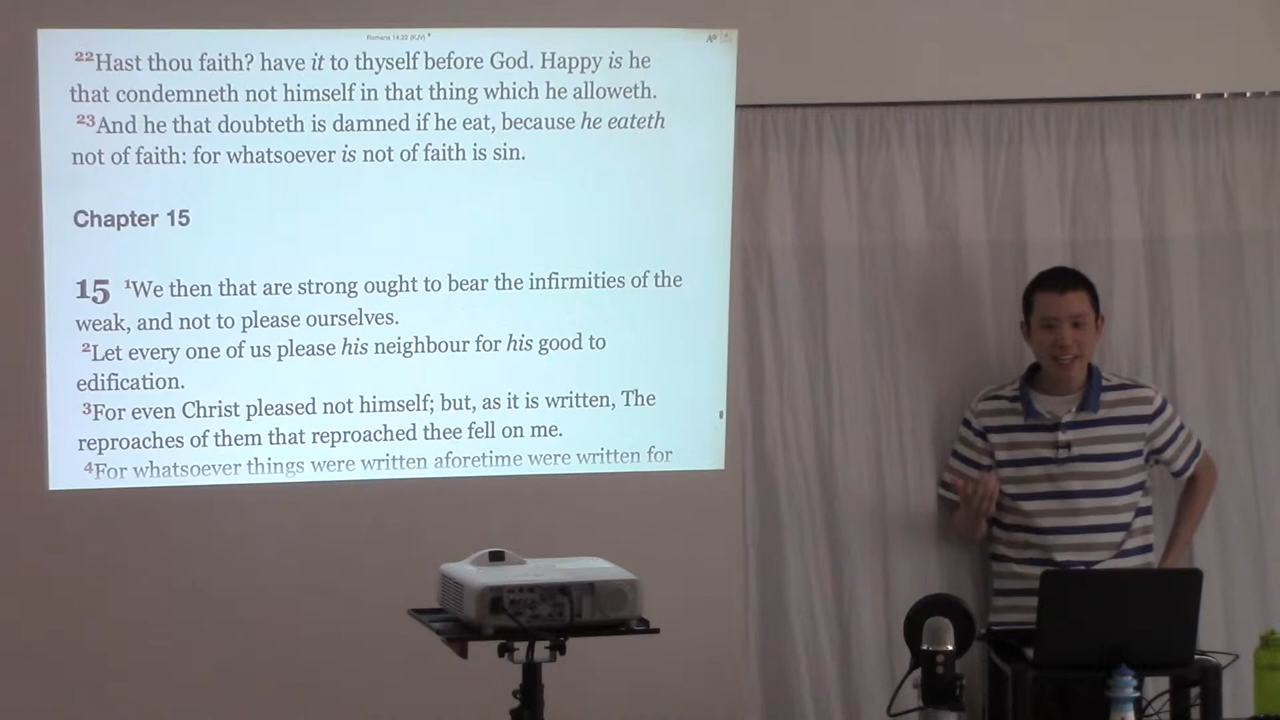 Romans 14:22 (KJV)
22Hast thou faith? have it to thyself before God. Happy is he
that condemneth not himself in that thing which he alloweth.
23And he that doubteth is damned if he eat, because he eateth
not of faith: for whatsoever is not of faith is sin.
Chapter 15
15 1We then that are strong ought to bear the infirmities of the
weak, and not to please ourselves.
2Let every one of us please his neighbour for his good to
edification.
3For even Christ pleased not himself; but, as it is written, The
reproaches of them that reproached thee fell on me.
4For whatsoever things were written aforetime were written for